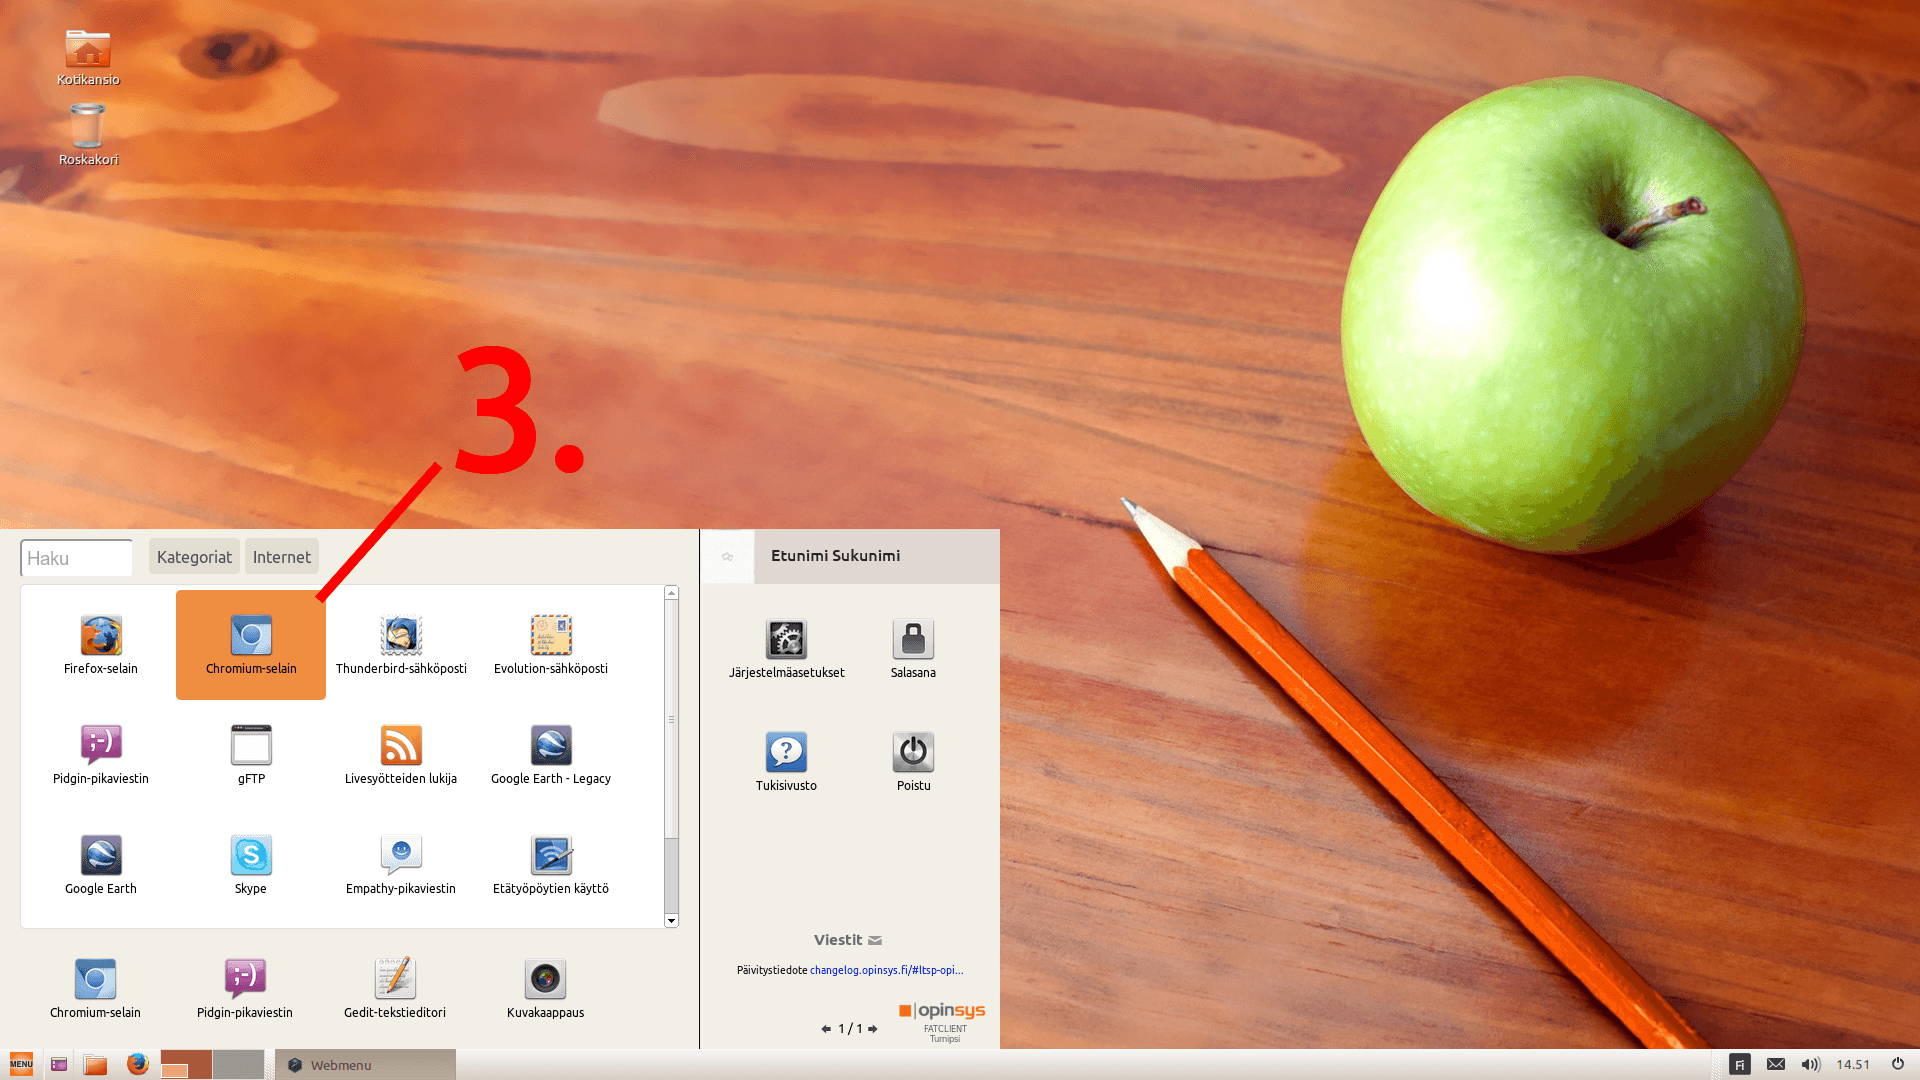 Kotikansio
Roskakori
3.
Haku
Kategoriat
Internet
Etunimi Sukunimi
Firefox-selain
Chromium-selain
Thunderbird-sähköposti
Evolution-sähköposti
Pidgin-pikaviestin
gFTP
Livesyötteiden lukija
Google Earth - Legacy
Google Earth
Skype
Empathy-pikaviestin
Etätyöpöytien käyttö
Chromium-selain
Pidgin-pikaviestin
Gedit-tekstieditori
Kuvakaappaus
Järjestelmäasetukset
Salasana
Tukisivusto
Poistu
Viestit
Päivitystiedote changelog.opinsys.fi/#ltsp-opi...
opinsys
1 / 1
FATCLIENT
Turnipsi
MENU
Webmenu
Fi
14.51